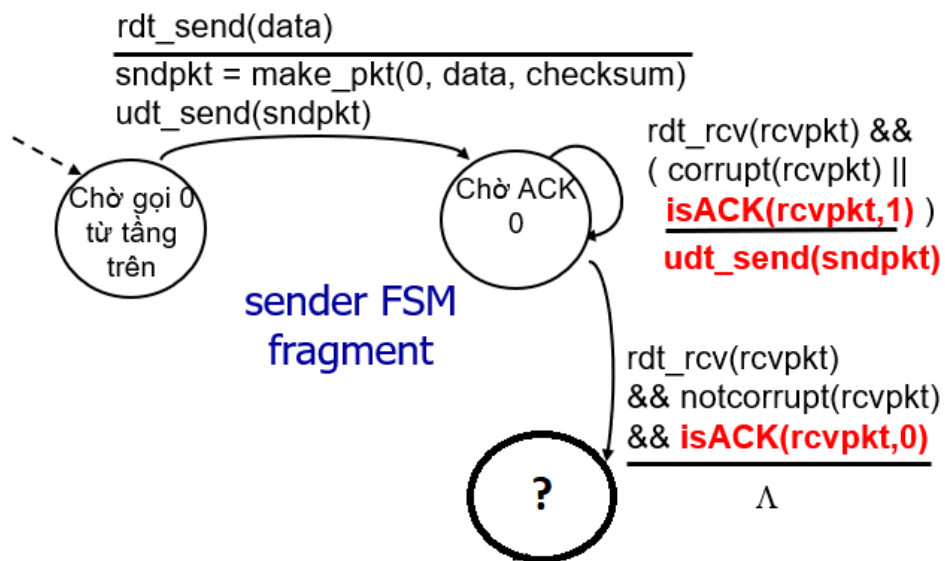 rdt_send(data)
sndpkt = make_pkt(0, data, checksum)
udt_send(sndpkt)
Chờ gọi 0
từ tầng
trên
Chờ ACK
0
rdt_rcv(rcvpkt) &&
( corrupt(rcvpkt) ||
isACK(rcvpkt,1) )
udt_send(sndpkt)
sender FSM
fragment
rdt_rcv(rcvpkt)
&& notcorrupt(rcvpkt)
&& isACK(rcvpkt,0)
Λ
?